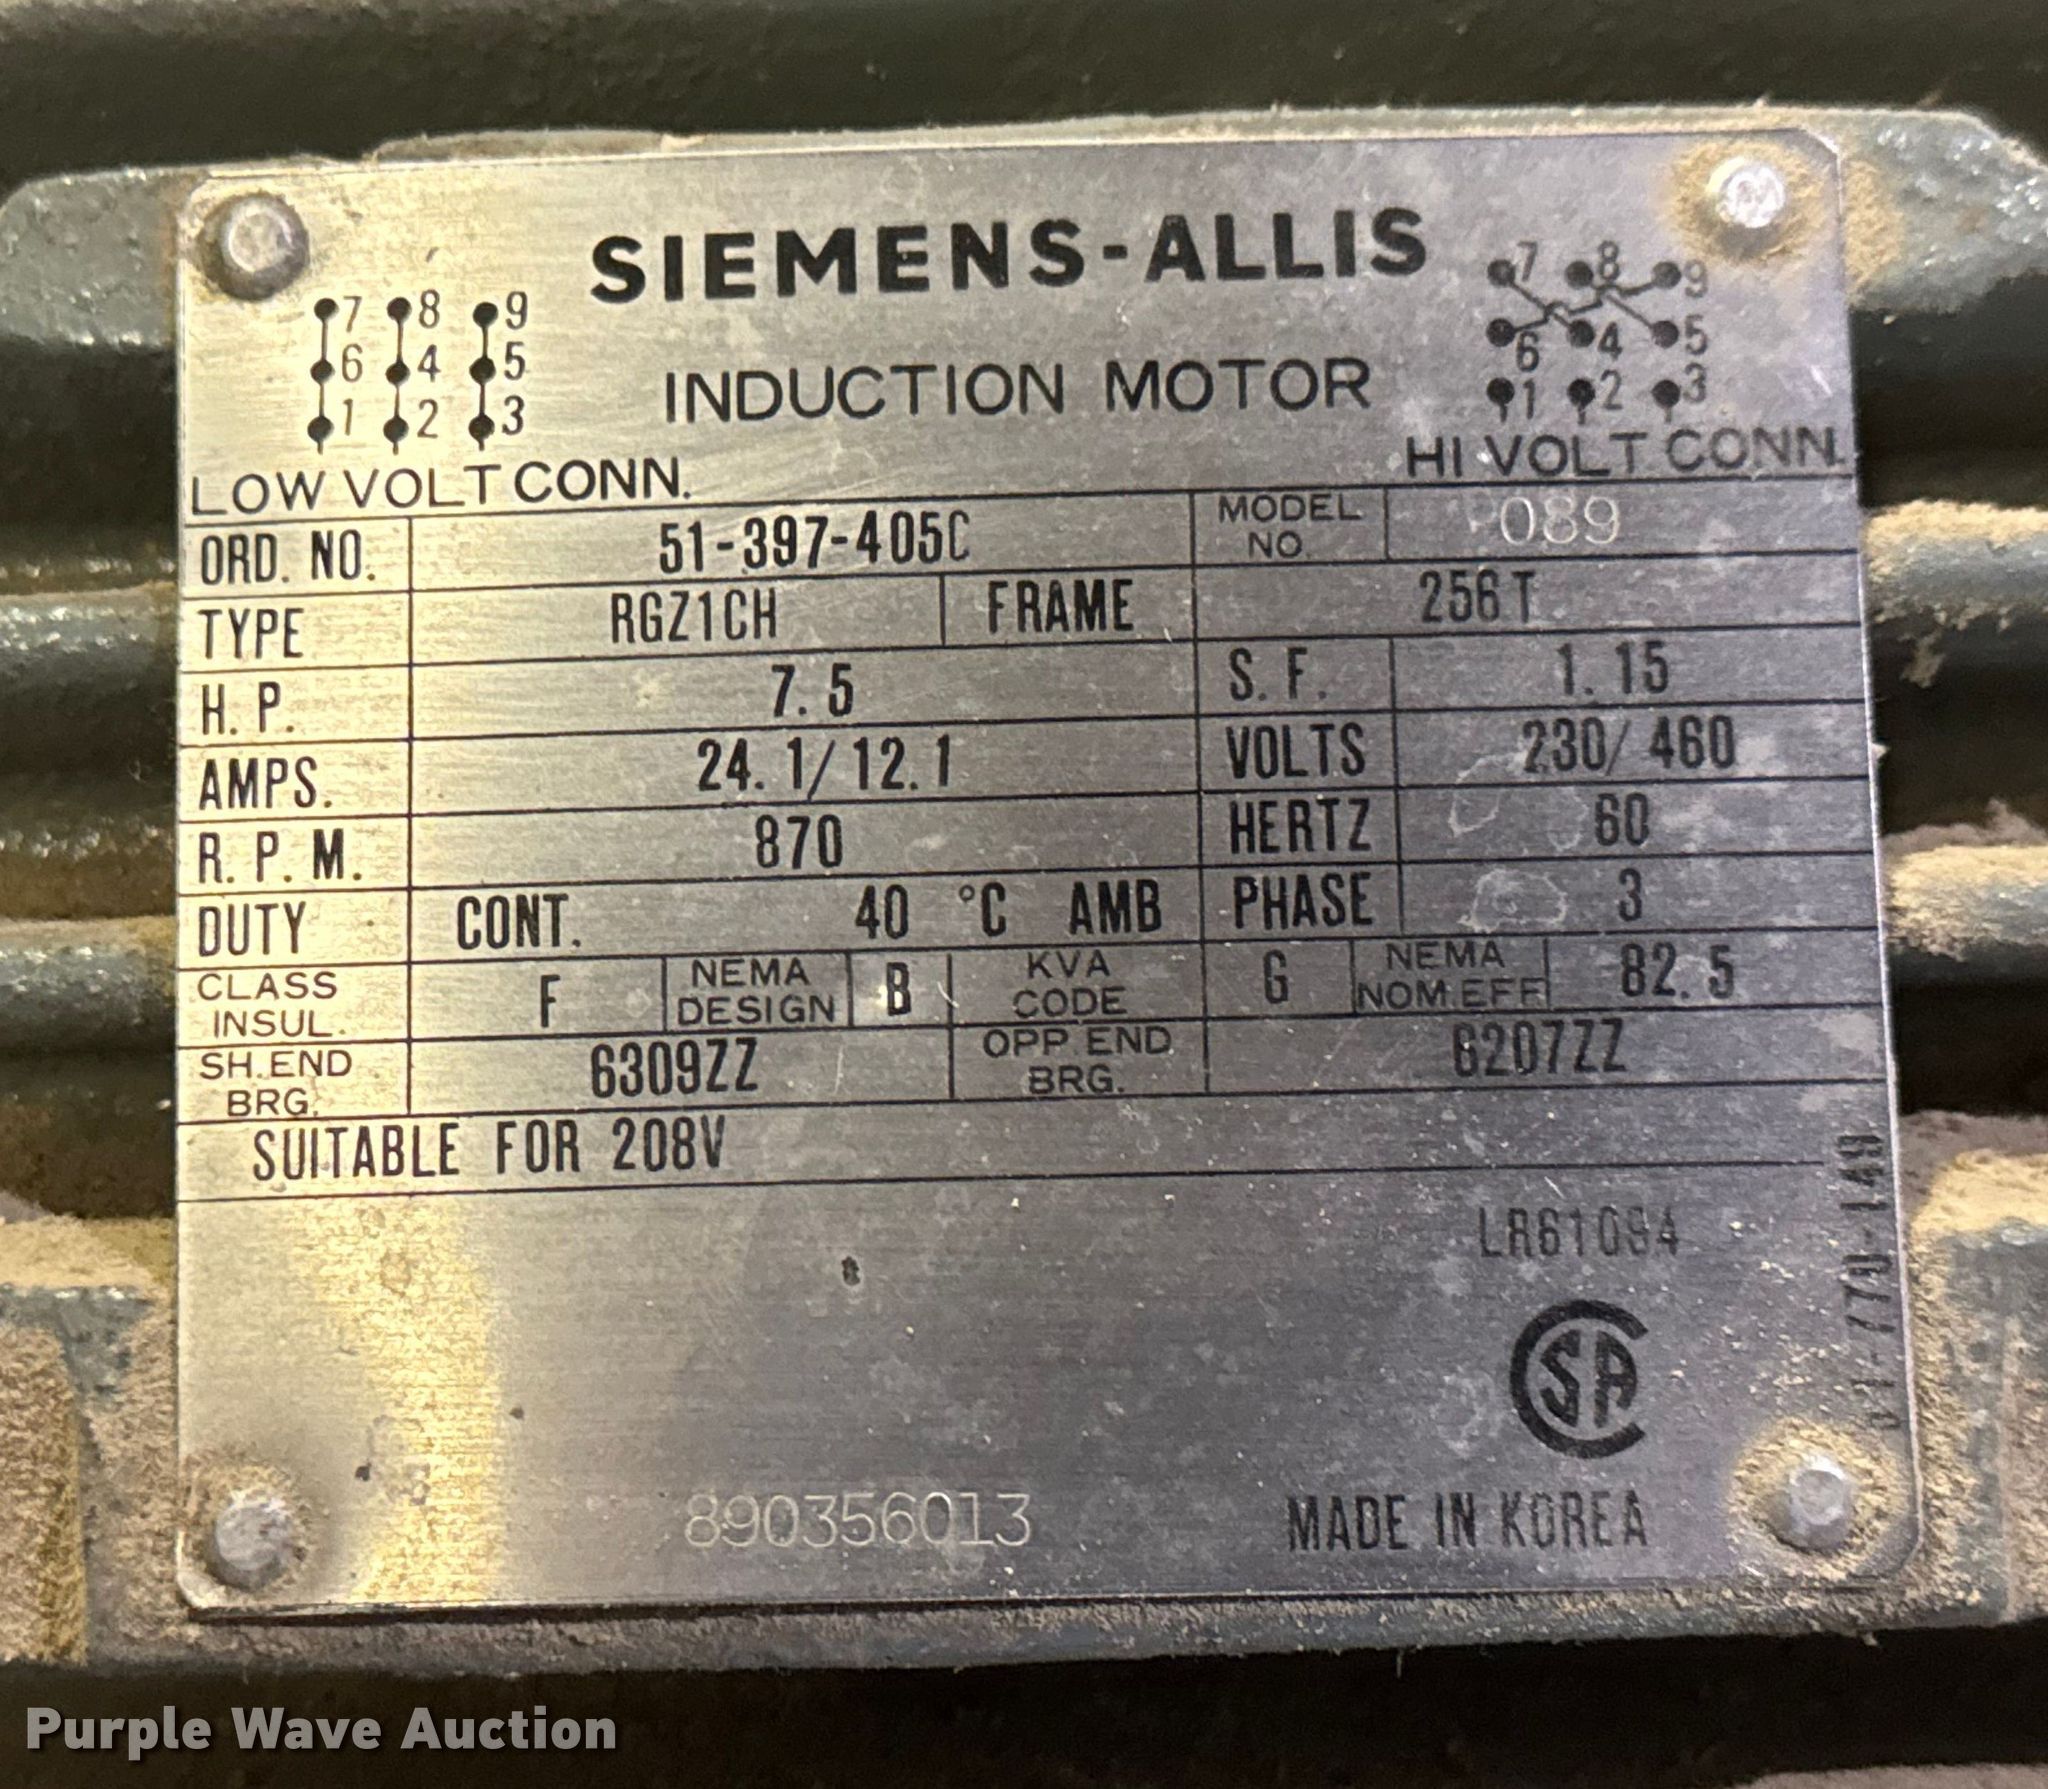 SIEMENS-ALLIS
INDUCTION MOTOR
7 8 9
6 4 5
1 2 3
LOW VOLT CONN.
7 8 9
6 4 5
1 2 3
HI VOLT. CONN.
ORD. NO. 51-397-405C MODEL NO. 089
TYPE RGZ1CH FRAME 256T
H. P. 7.5 S. F. 1.15
AMPS. 24.1/12.1 VOLTS 230/460
R. P. M. 870 HERTZ 60
DUTY CONT. 40 °C AMB PHASE 3
CLASS INSUL. F NEMA DESIGN B KVA CODE G NEMA NOM. EFF 82.5
SH. END BRG. 6309ZZ OPP. END BRG. 6207ZZ
SUITABLE FOR 208V
LR61094
CSA
890356013
MADE IN KOREA
Purple Wave Auction